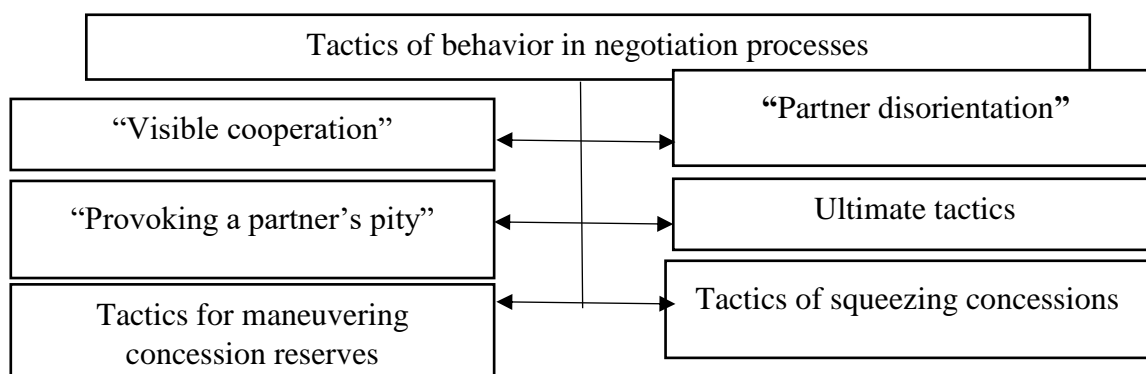 Tactics of behavior in negotiation processes
“Visible cooperation”
“Partner disorientation”
“Provoking a partner’s pity”
Ultimate tactics
Tactics for maneuvering
concession reserves
Tactics of squeezing concessions